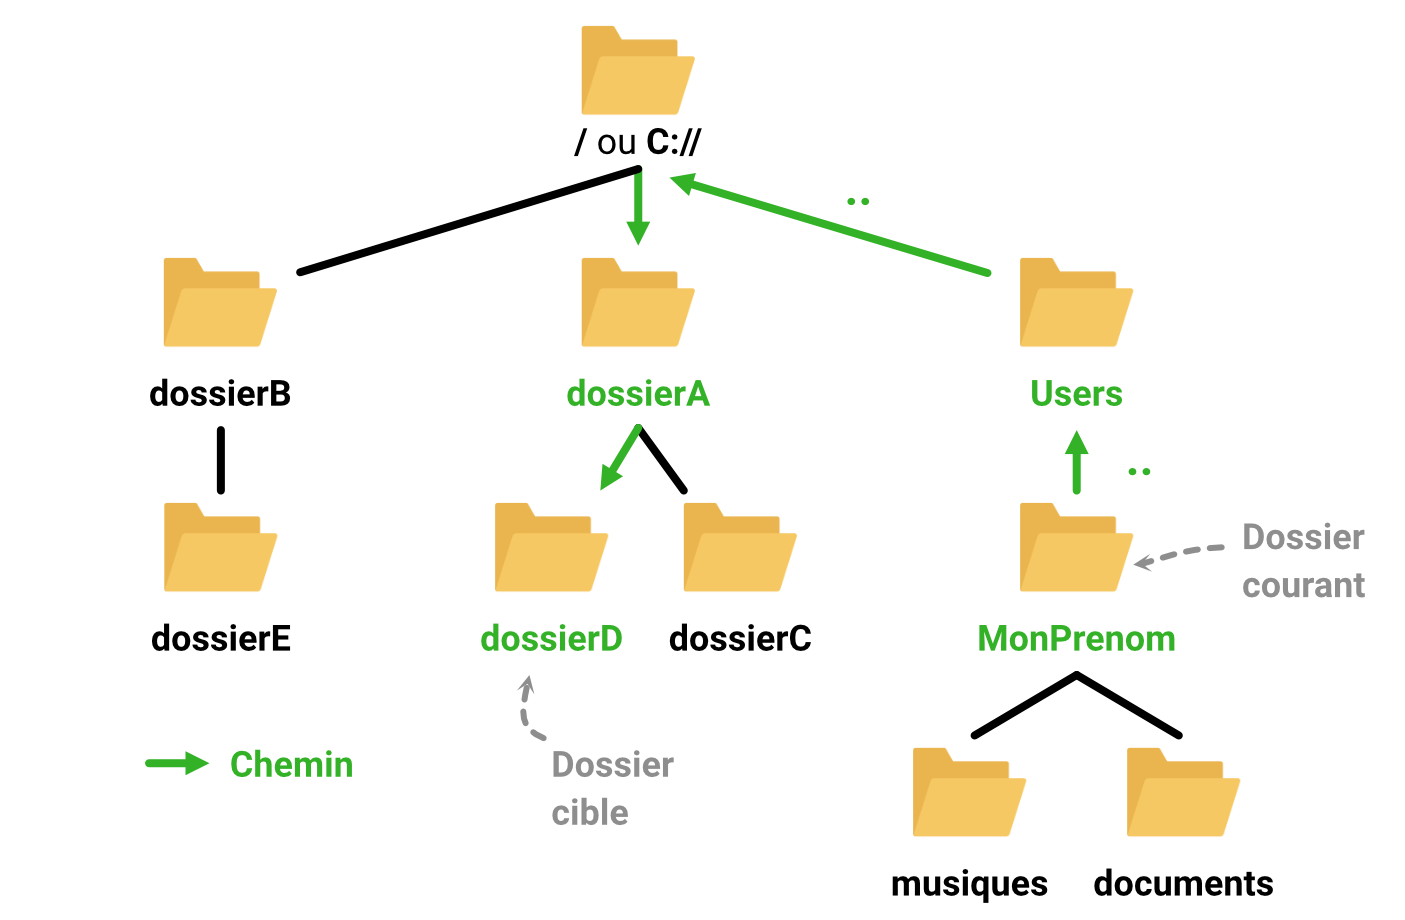 / ou C://
..
dossierB
dossierA
Users
..
dossierE
dossierD
dossierC
MonPrenom
Dossier
courant
Chemin
Dossier
cible
musiques
documents